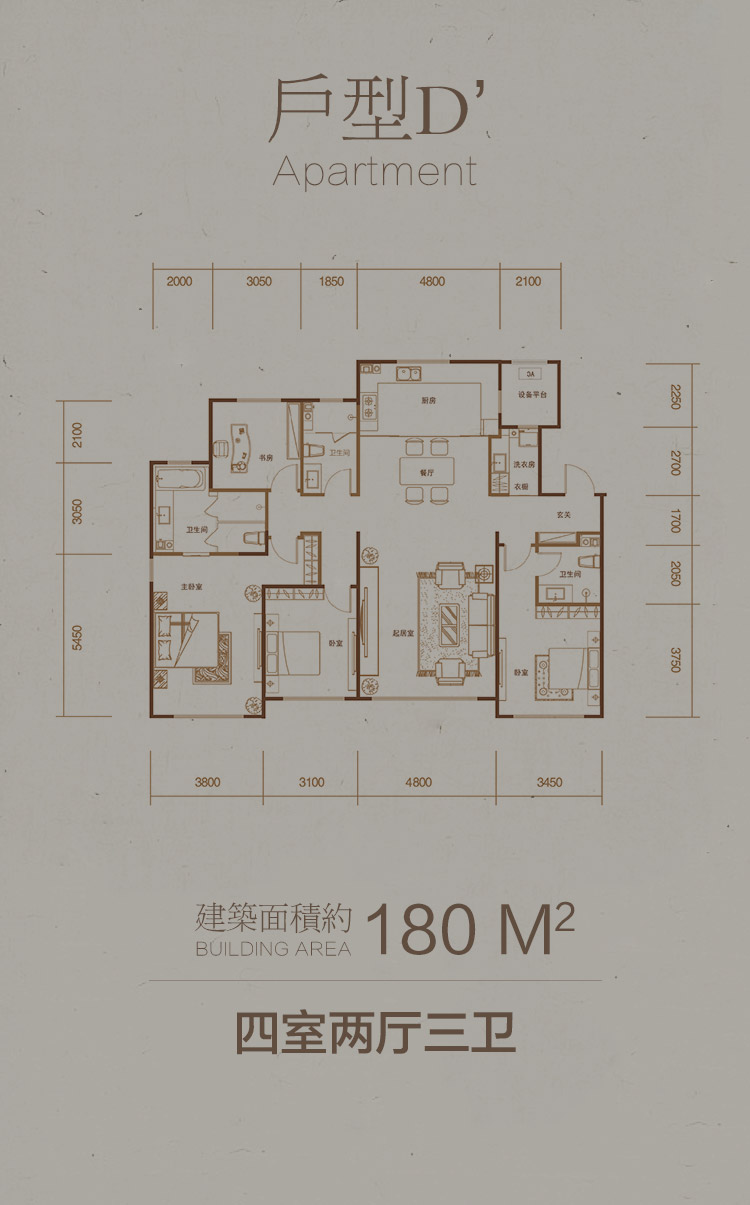 戶型D’
Apartment
2000 3050 1850 4800 2100
2100
3050
5450
2250
2700
1700
2050
3750
厨房
设备平台
书房
卫生间
餐厅
洗衣房
衣橱
玄关
卫生间
卫生间
主卧室
起居室
卧室
卧室
3800 3100 4800 3450
建築面積約 180 M²
BUILDING AREA
四室两厅三卫